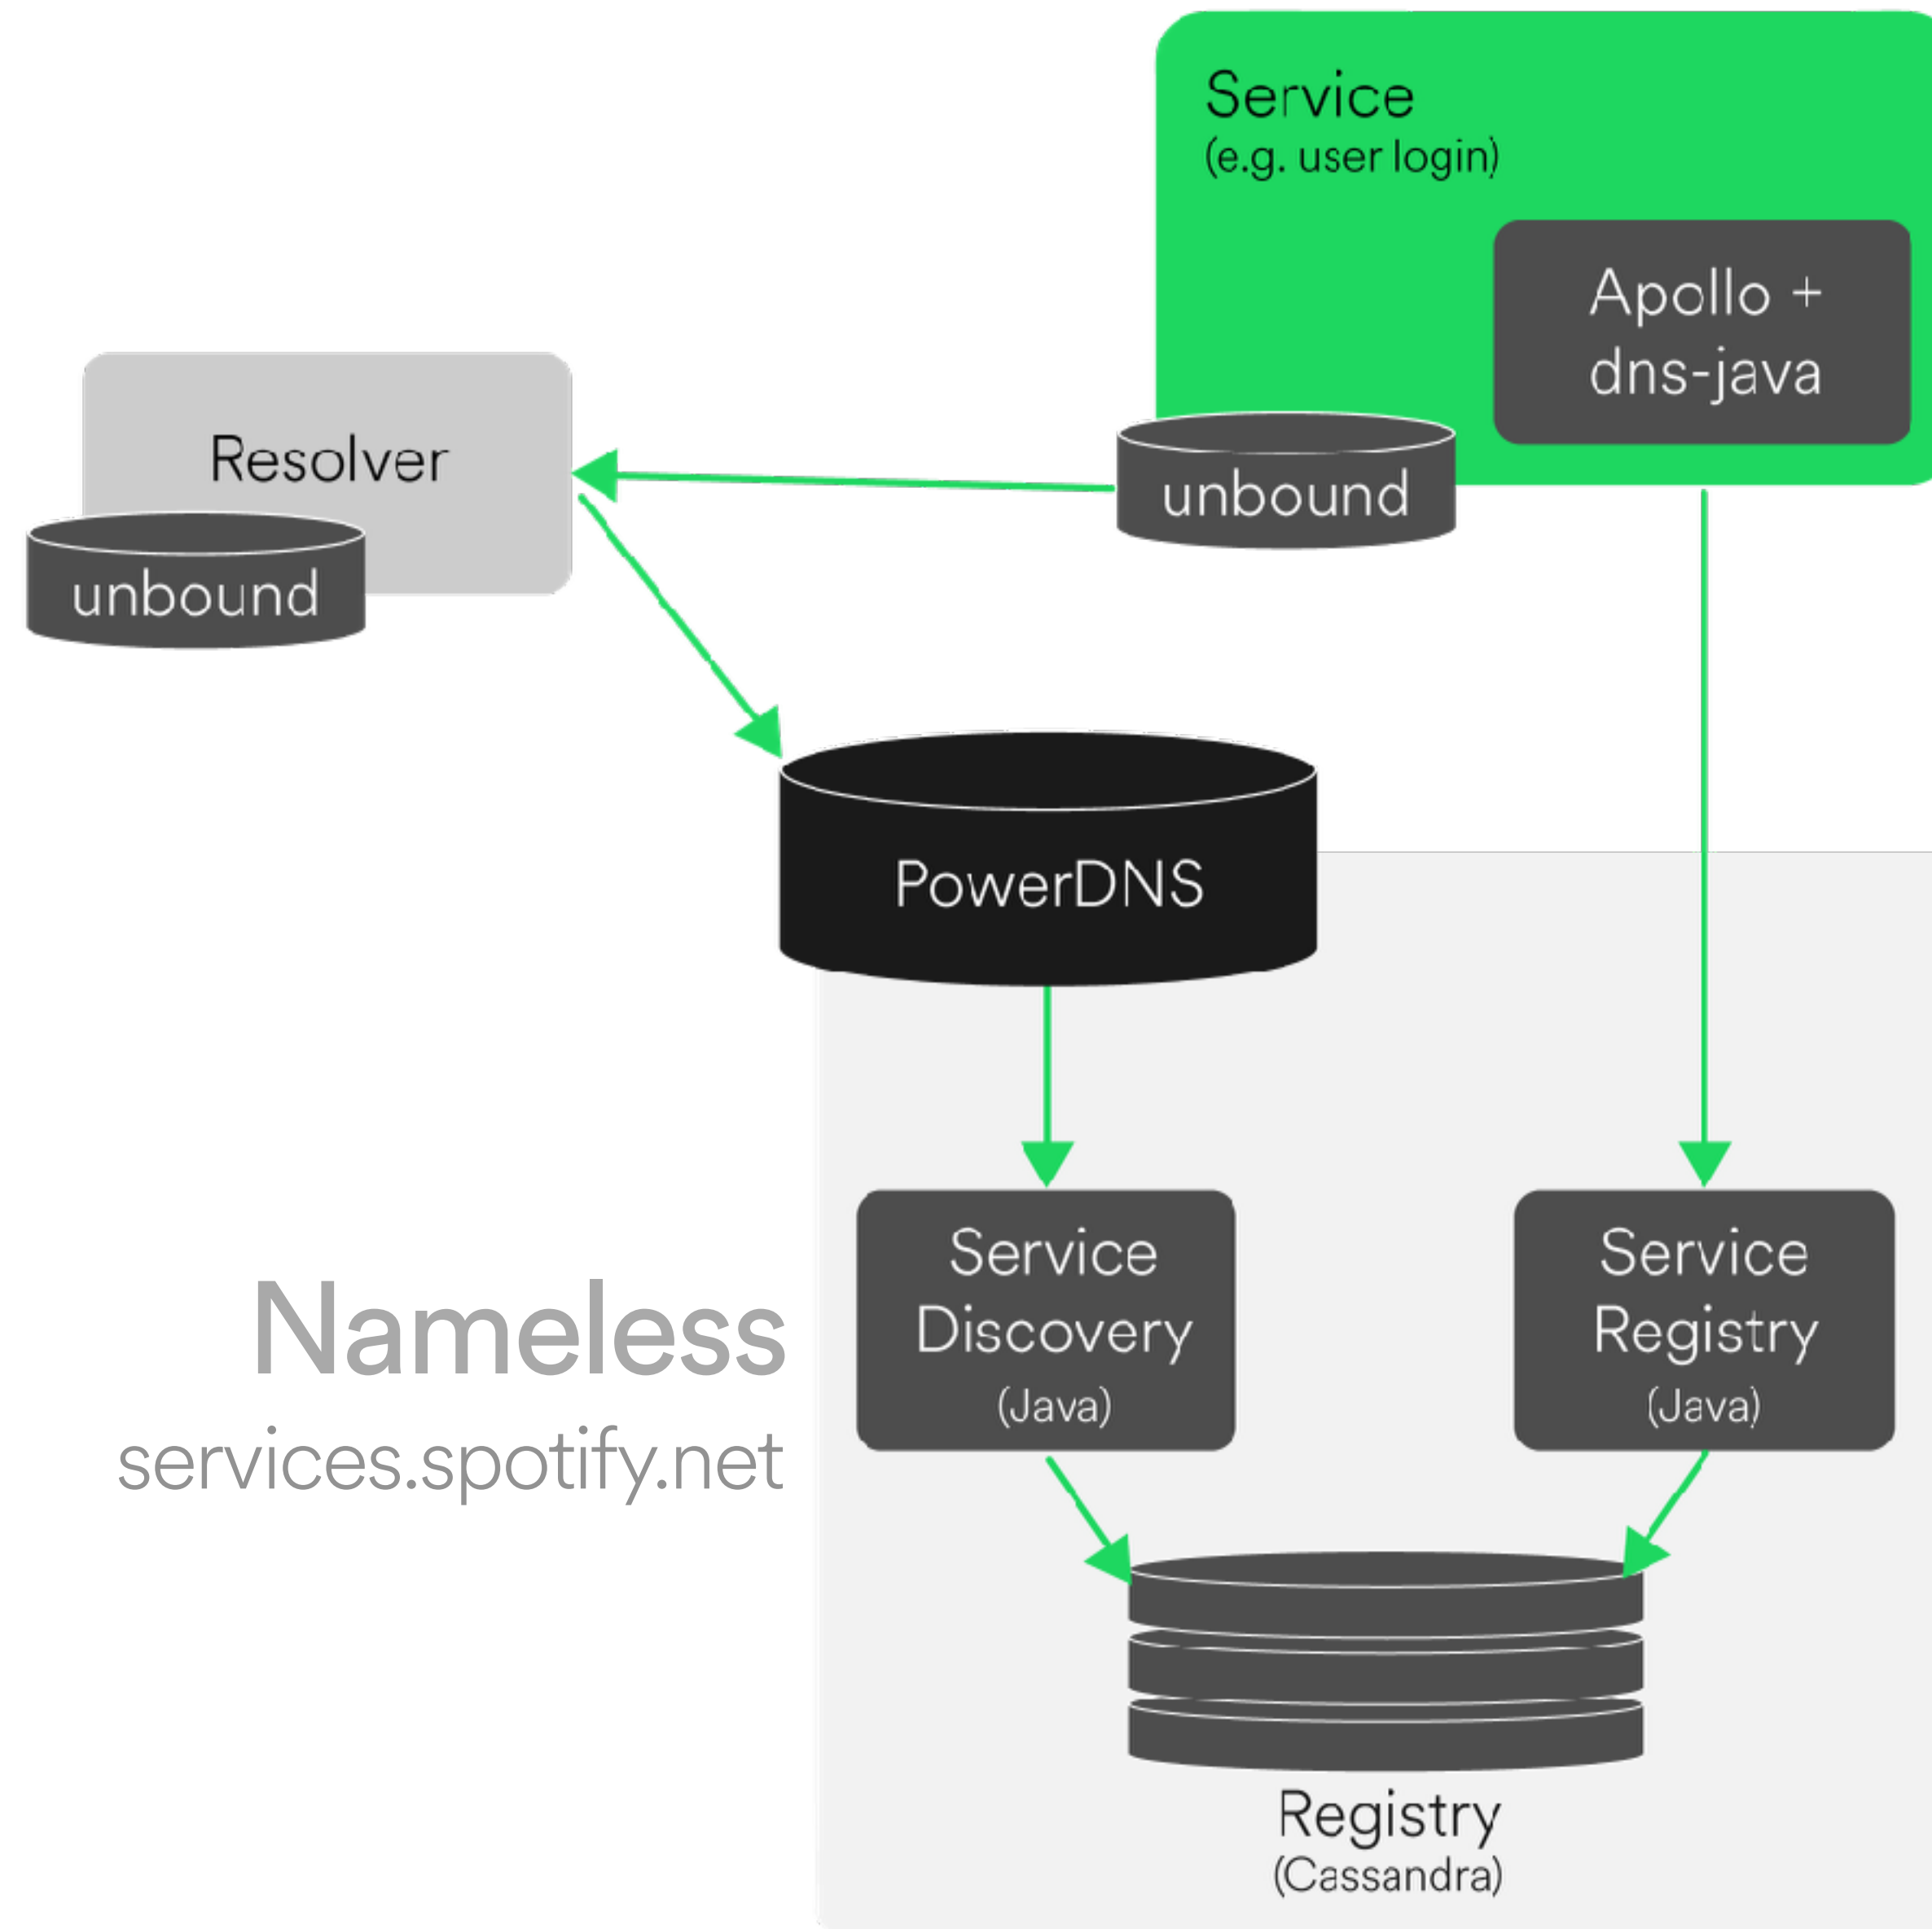 Service
(e.g. user login)
Apollo +
dns-java
Resolver
unbound
unbound
PowerDNS
Service
Discovery
(Java)
Service
Registry
(Java)
Nameless
services.spotify.net
Registry
(Cassandra)